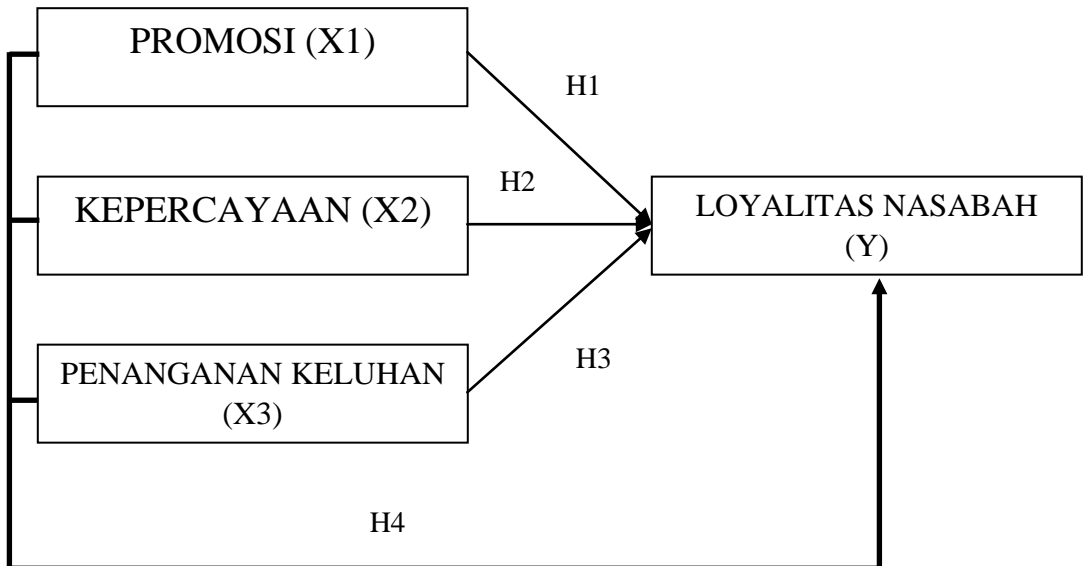 PROMOSI (X1)
H1
H2
KEPERCAYAAN (X2)
LOYALITAS NASABAH
(Y)
PENANGANAN KELUHAN
(X3)
H3
H4